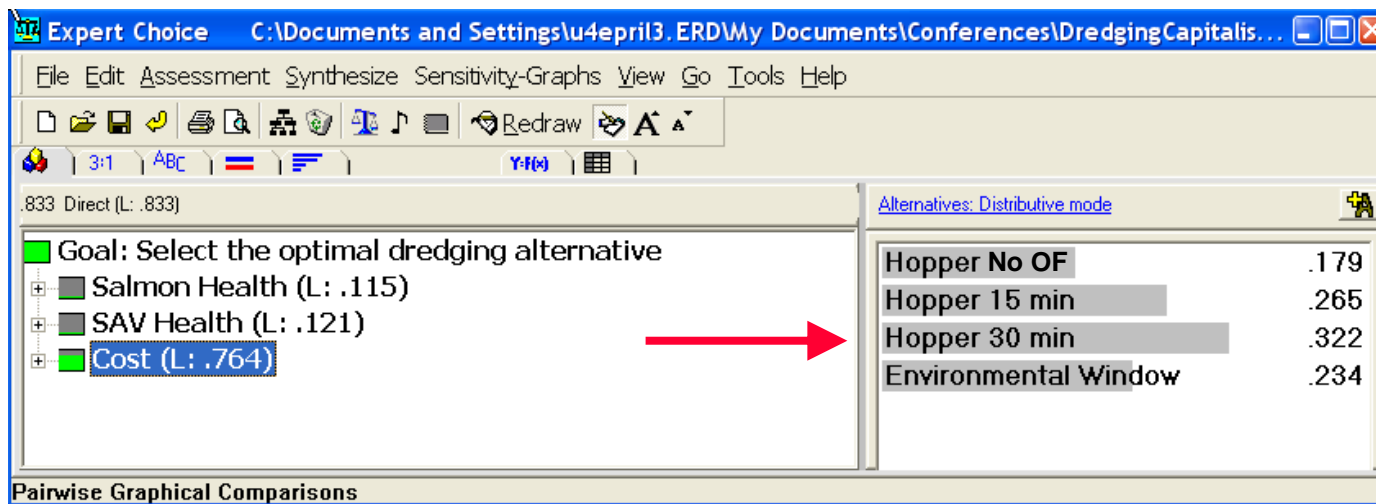 Expert Choice C:\Documents and Settings\u4epril3.ERD\My Documents\Conferences\DredgingCapitalis...
File Edit Assessment Synthesize Sensitivity-Graphs View Go Tools Help
Redraw A A
3:1 ABC Y=F(x)
.833 Direct (L: .833)
Alternatives: Distributive mode
Goal: Select the optimal dredging alternative
Salmon Health (L: .115)
SAV Health (L: .121)
Cost (L: .764)
Hopper No OF .179
Hopper 15 min .265
Hopper 30 min .322
Environmental Window .234
Pairwise Graphical Comparisons